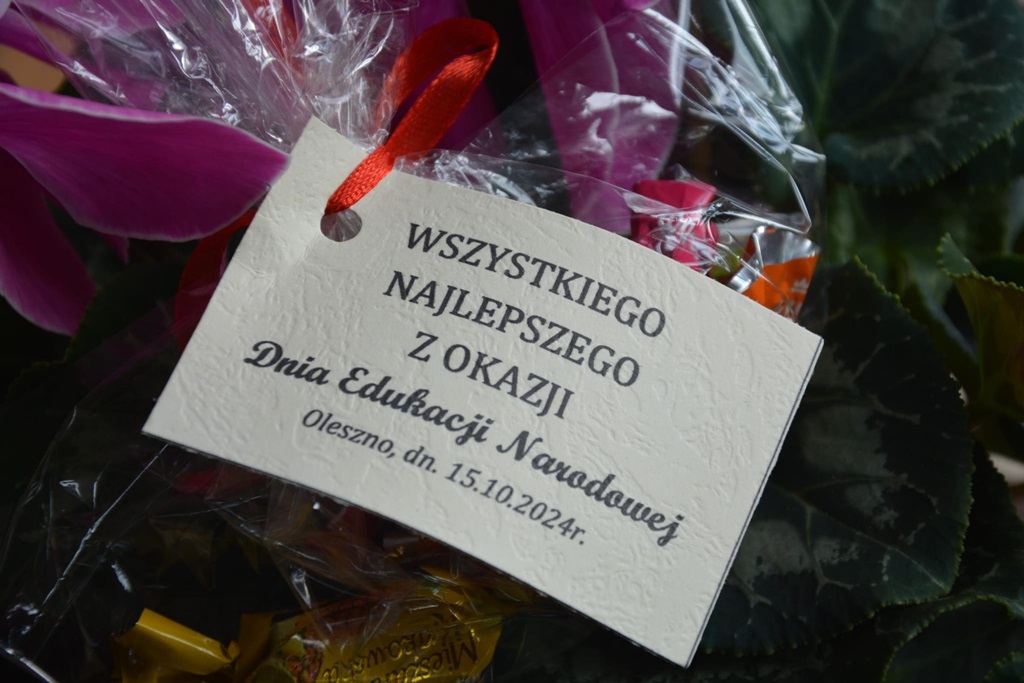 WSZYSTKIEGO
NAJLEPSZEGO
Z OKAZJI
Dnia Edukacji Narodowej
Oleszno, dn. 15.10.2024r.